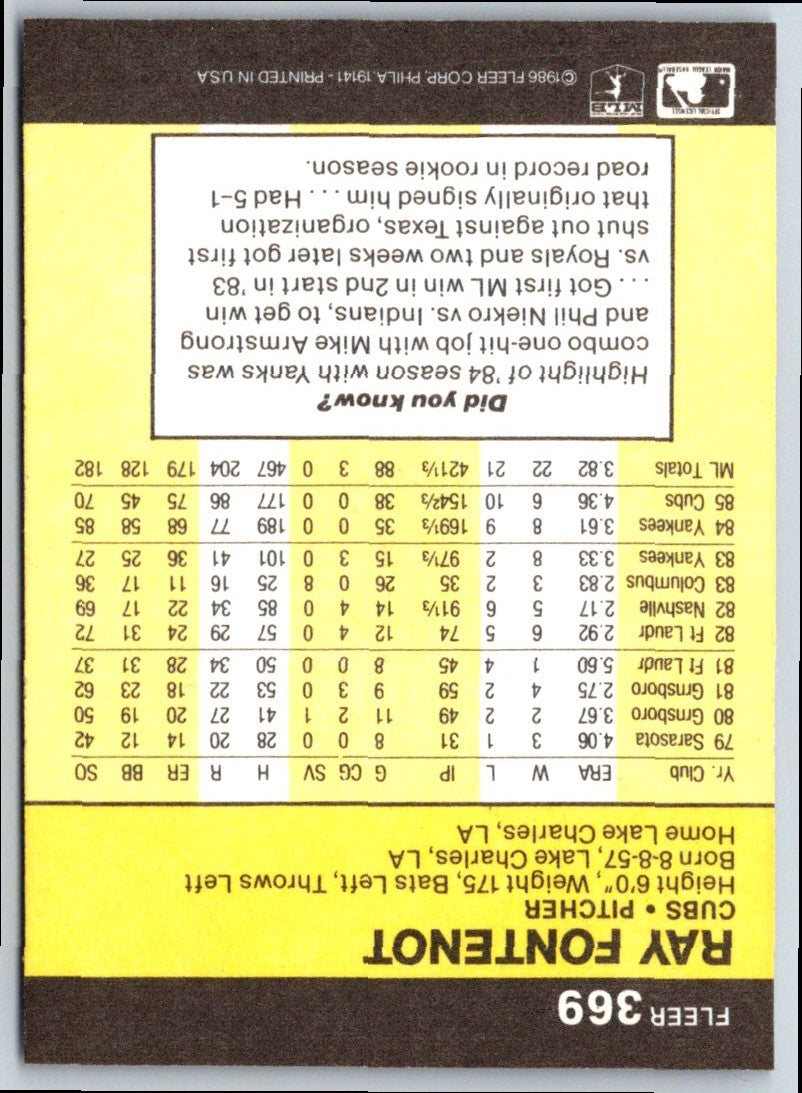 FLEER 369
RAY FONTENOT
CUBS • PITCHER
Height 6'0", Weight 175, Bats Left, Throws Left
Born 8-8-57, Lake Charles, LA
Home Lake Charles, LA
Yr. Club ERA W L IP G CG SV H R ER BB SO
79 Sarasota 4.06 3 1 31 8 0 0 28 20 14 12 42
80 Grnsboro 3.67 2 2 49 11 2 1 41 27 20 19 50
81 Grnsboro 2.75 4 2 59 9 3 0 53 22 18 23 62
81 Ft Laudr 5.60 1 4 45 8 0 0 50 34 28 31 37
82 Ft Laudr 2.92 6 5 74 12 4 0 57 29 24 31 72
82 Nashvlle 2.17 5 6 91⅓ 14 4 0 85 34 22 17 69
83 Columbus 2.83 3 2 35 26 0 8 25 16 11 17 36
83 Yankees 3.33 8 2 97⅓ 15 3 0 101 41 36 25 27
84 Yankees 3.61 8 9 169⅓ 35 0 0 189 77 68 58 85
85 Cubs 4.36 6 10 154⅔ 38 0 0 177 86 75 45 70
ML Totals 3.82 22 21 421⅓ 88 3 0 467 204 179 128 182
Did you know?
Highlight of '84 season with Yanks was
combo one-hit job with Mike Armstrong
and Phil Niekro vs. Indians, to get win
. . . Got first ML win in 2nd start in '83
vs. Royals and two weeks later got first
shut out against Texas, organization
that originally signed him . . . Had 5-1
road record in rookie season.
OFFICIAL LICENSEE
MAJOR LEAGUE BASEBALL
MLB
©1986 FLEER CORP. PHILA. 19141 - PRINTED IN USA